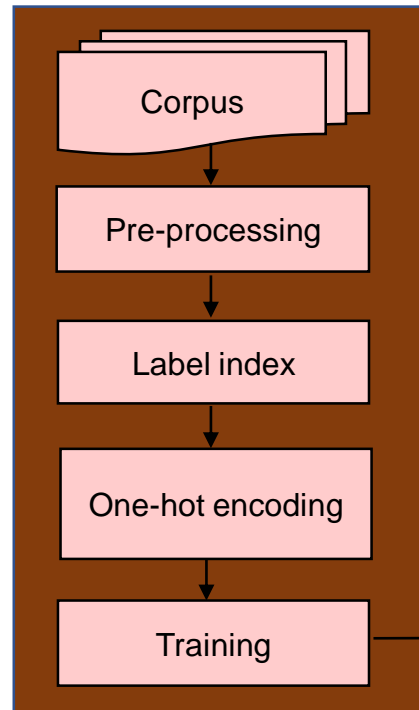 Corpus
Pre-processing
Label index
One-hot encoding
Training